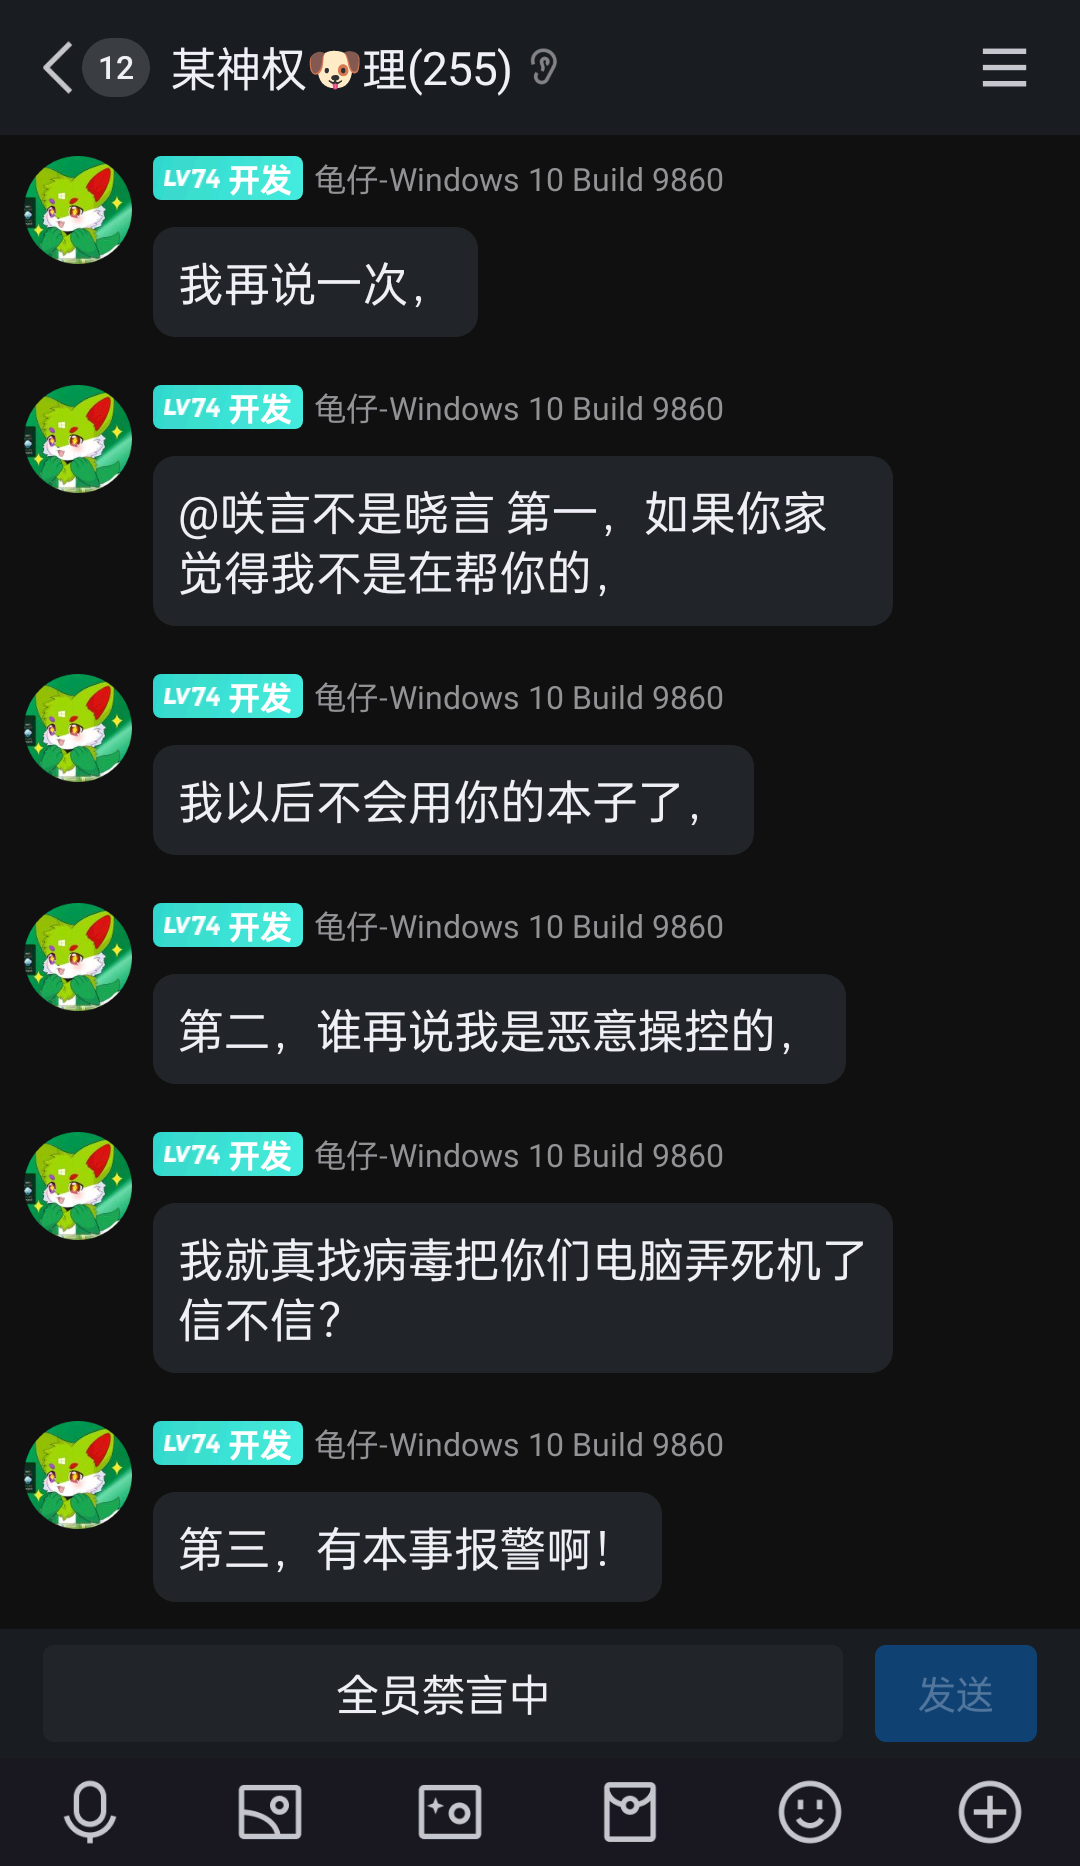 12 某神权🐶理(255)
LV74 开发 龟仔-Windows 10 Build 9860
我再说一次，
LV74 开发 龟仔-Windows 10 Build 9860
@咲言不是晓言 第一，如果你家
觉得我不是在帮你的，
LV74 开发 龟仔-Windows 10 Build 9860
我以后不会用你的本子了，
LV74 开发 龟仔-Windows 10 Build 9860
第二，谁再说我是恶意操控的，
LV74 开发 龟仔-Windows 10 Build 9860
我就真找病毒把你们电脑弄死机了
信不信？
LV74 开发 龟仔-Windows 10 Build 9860
第三，有本事报警啊！
全员禁言中 发送